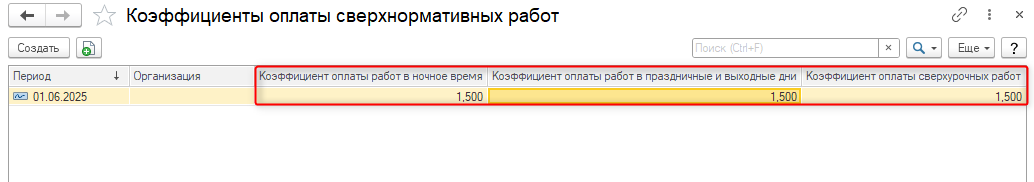 Коэффициенты оплаты сверхнормативных работ
Создать Поиск (Ctrl+F) × Еще ?
Период ↓ Организация Коэффициент оплаты работ в ночное время Коэффициент оплаты работ в праздничные и выходные дни Коэффициент оплаты сверхурочных работ
01.06.2025 1,500 1,500 1,500